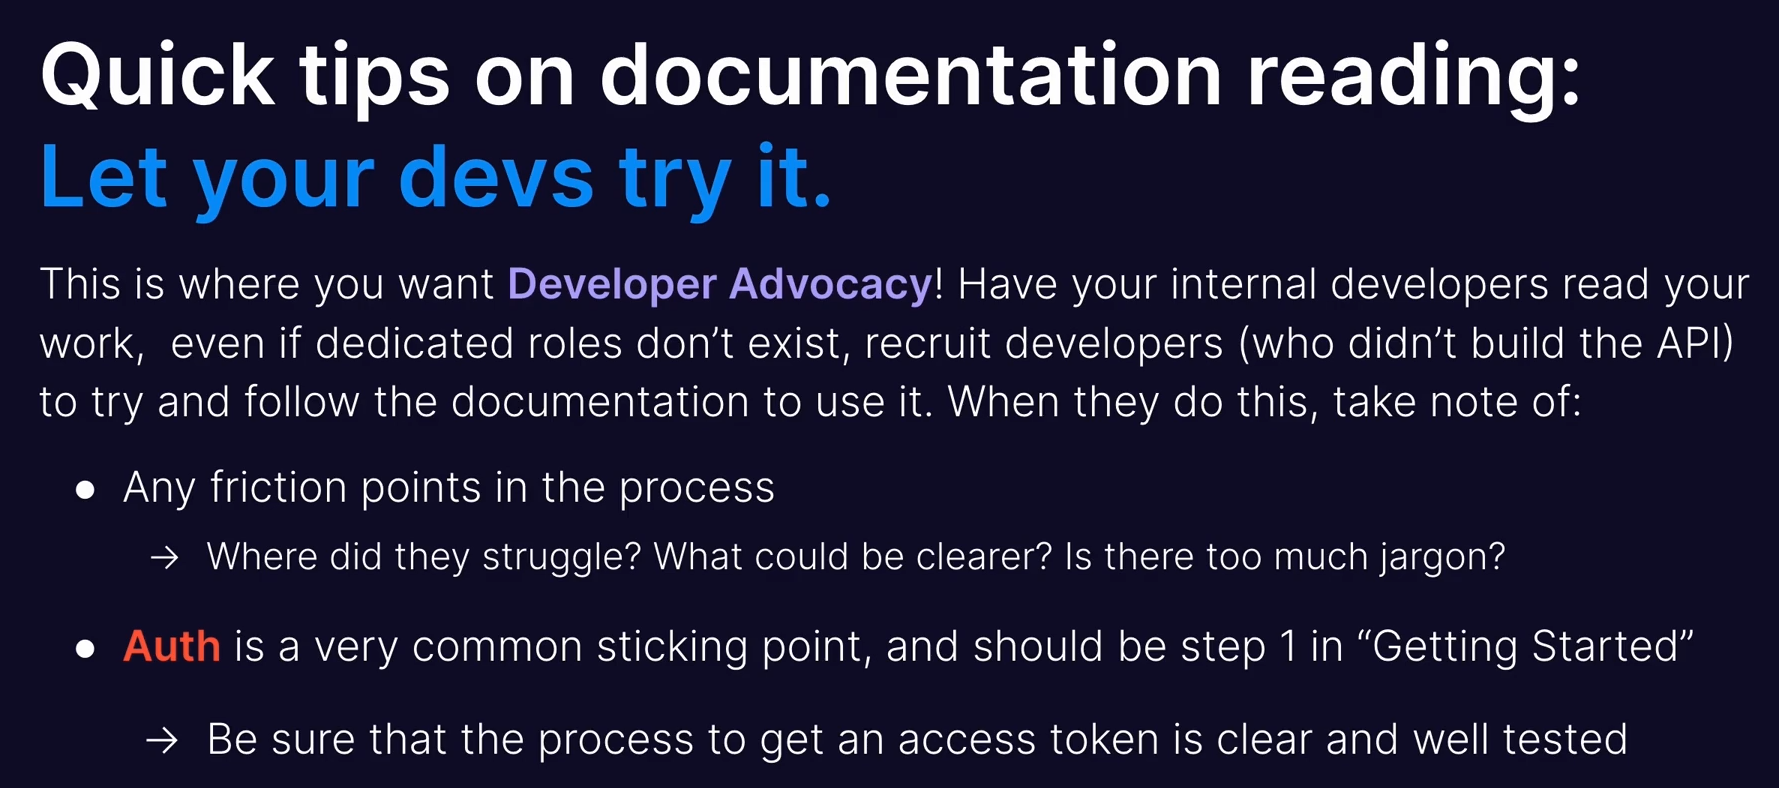 Quick tips on documentation reading:
Let your devs try it.
This is where you want Developer Advocacy! Have your internal developers read your
work,  even if dedicated roles don’t exist, recruit developers (who didn’t build the API)
to try and follow the documentation to use it. When they do this, take note of:
● Any friction points in the process
→ Where did they struggle? What could be clearer? Is there too much jargon?
● Auth is a very common sticking point, and should be step 1 in “Getting Started”
→ Be sure that the process to get an access token is clear and well tested